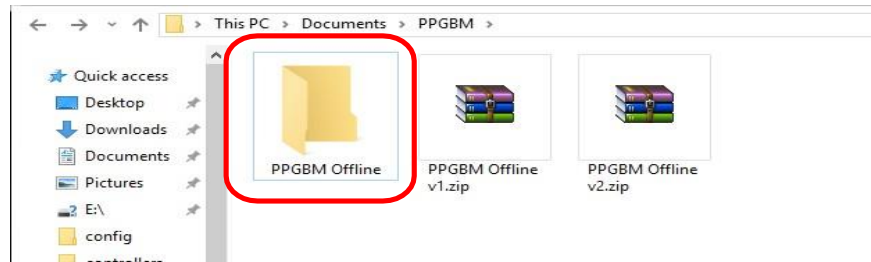 This PC > Documents > PPGBM >
Quick access
Desktop
Downloads
Documents
Pictures
E:\
config
PPGBM Offline
PPGBM Offline
v1.zip
PPGBM Offline
v2.zip